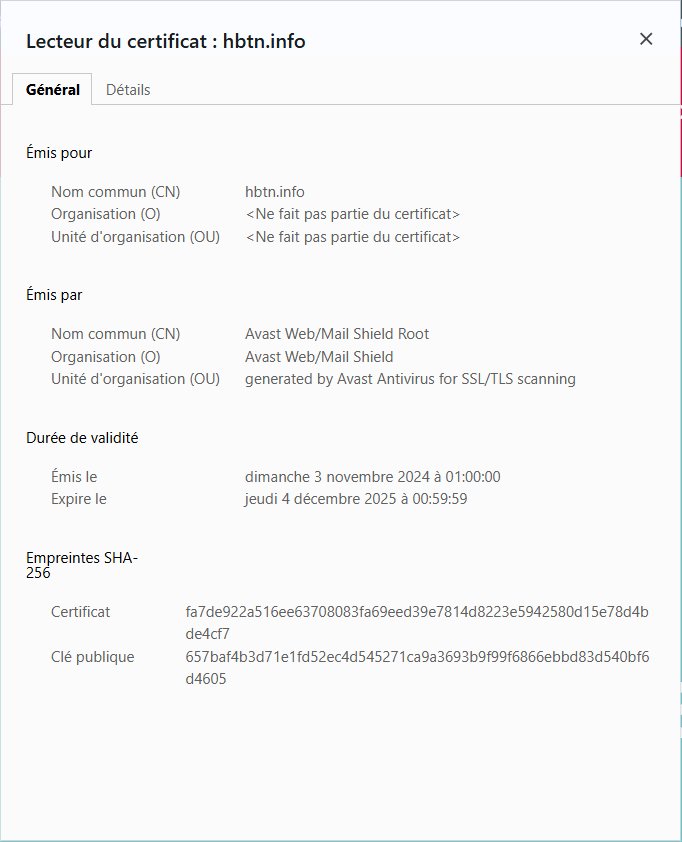 Lecteur du certificat : hbtn.info
Général
Détails
Émis pour
Nom commun (CN) hbtn.info
Organisation (O) <Ne fait pas partie du certificat>
Unité d'organisation (OU) <Ne fait pas partie du certificat>
Émis par
Nom commun (CN) Avast Web/Mail Shield Root
Organisation (O) Avast Web/Mail Shield
Unité d'organisation (OU) generated by Avast Antivirus for SSL/TLS scanning
Durée de validité
Émis le dimanche 3 novembre 2024 à 01:00:00
Expire le jeudi 4 décembre 2025 à 00:59:59
Empreintes SHA-
256
Certificat fa7de922a516ee63708083fa69eed39e7814d8223e5942580d15e78d4b
de4cf7
Clé publique 657baf4b3d71e1fd52ec4d545271ca9a3693b9f99f6866ebbd83d540bf6
d4605